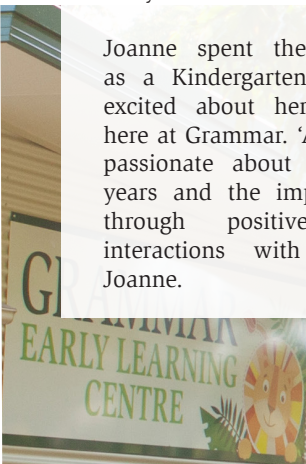 Joanne spent the
as a Kindergarten
excited about her
here at Grammar.
passionate about
years and the
through positive
interactions with
Joanne.
GRAMMAR
EARLY LEARNING
CENTRE